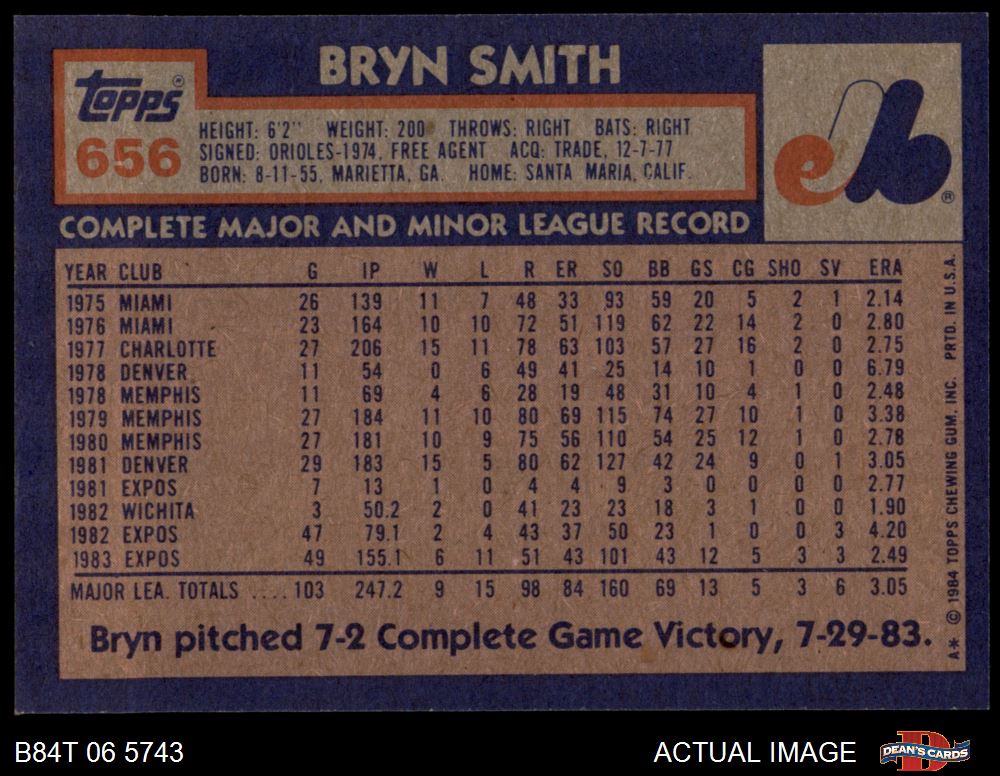 BRYN SMITH
Topps®
656
HEIGHT: 6'2" WEIGHT: 200 THROWS: RIGHT BATS: RIGHT
SIGNED: ORIOLES-1974, FREE AGENT ACQ: TRADE, 12-7-77
BORN: 8-11-55, MARIETTA, GA. HOME: SANTA MARIA, CALIF.
eb®
COMPLETE MAJOR AND MINOR LEAGUE RECORD
YEAR CLUB G IP W L R ER SO BB GS CG SHO SV ERA
1975 MIAMI 26 139 11 7 48 33 93 59 20 5 2 1 2.14
1976 MIAMI 23 164 10 10 72 51 119 62 22 14 2 0 2.80
1977 CHARLOTTE 27 206 15 11 78 63 103 57 27 16 2 0 2.75
1978 DENVER 11 54 0 6 49 41 25 14 10 1 0 0 6.79
1978 MEMPHIS 11 69 4 6 28 19 48 31 10 4 1 0 2.48
1979 MEMPHIS 27 184 11 10 80 69 115 74 27 10 1 0 3.38
1980 MEMPHIS 27 181 10 9 75 56 110 54 25 12 1 0 2.78
1981 DENVER 29 183 15 5 80 62 127 42 24 9 0 1 3.05
1981 EXPOS 7 13 1 0 4 4 9 3 0 0 0 0 2.77
1982 WICHITA 3 50.2 2 0 41 23 23 18 3 1 0 0 1.90
1982 EXPOS 47 79.1 2 4 43 37 50 23 1 0 0 3 4.20
1983 EXPOS 49 155.1 6 11 51 43 101 43 12 5 3 3 2.49
MAJOR LEA. TOTALS .... 103 247.2 9 15 98 84 160 69 13 5 3 6 3.05
Bryn pitched 7-2 Complete Game Victory, 7-29-83.
A* © 1984 TOPPS CHEWING GUM, INC. PRTD. IN U.S.A.
B84T 06 5743
ACTUAL IMAGE
D
DEAN'S CARDS